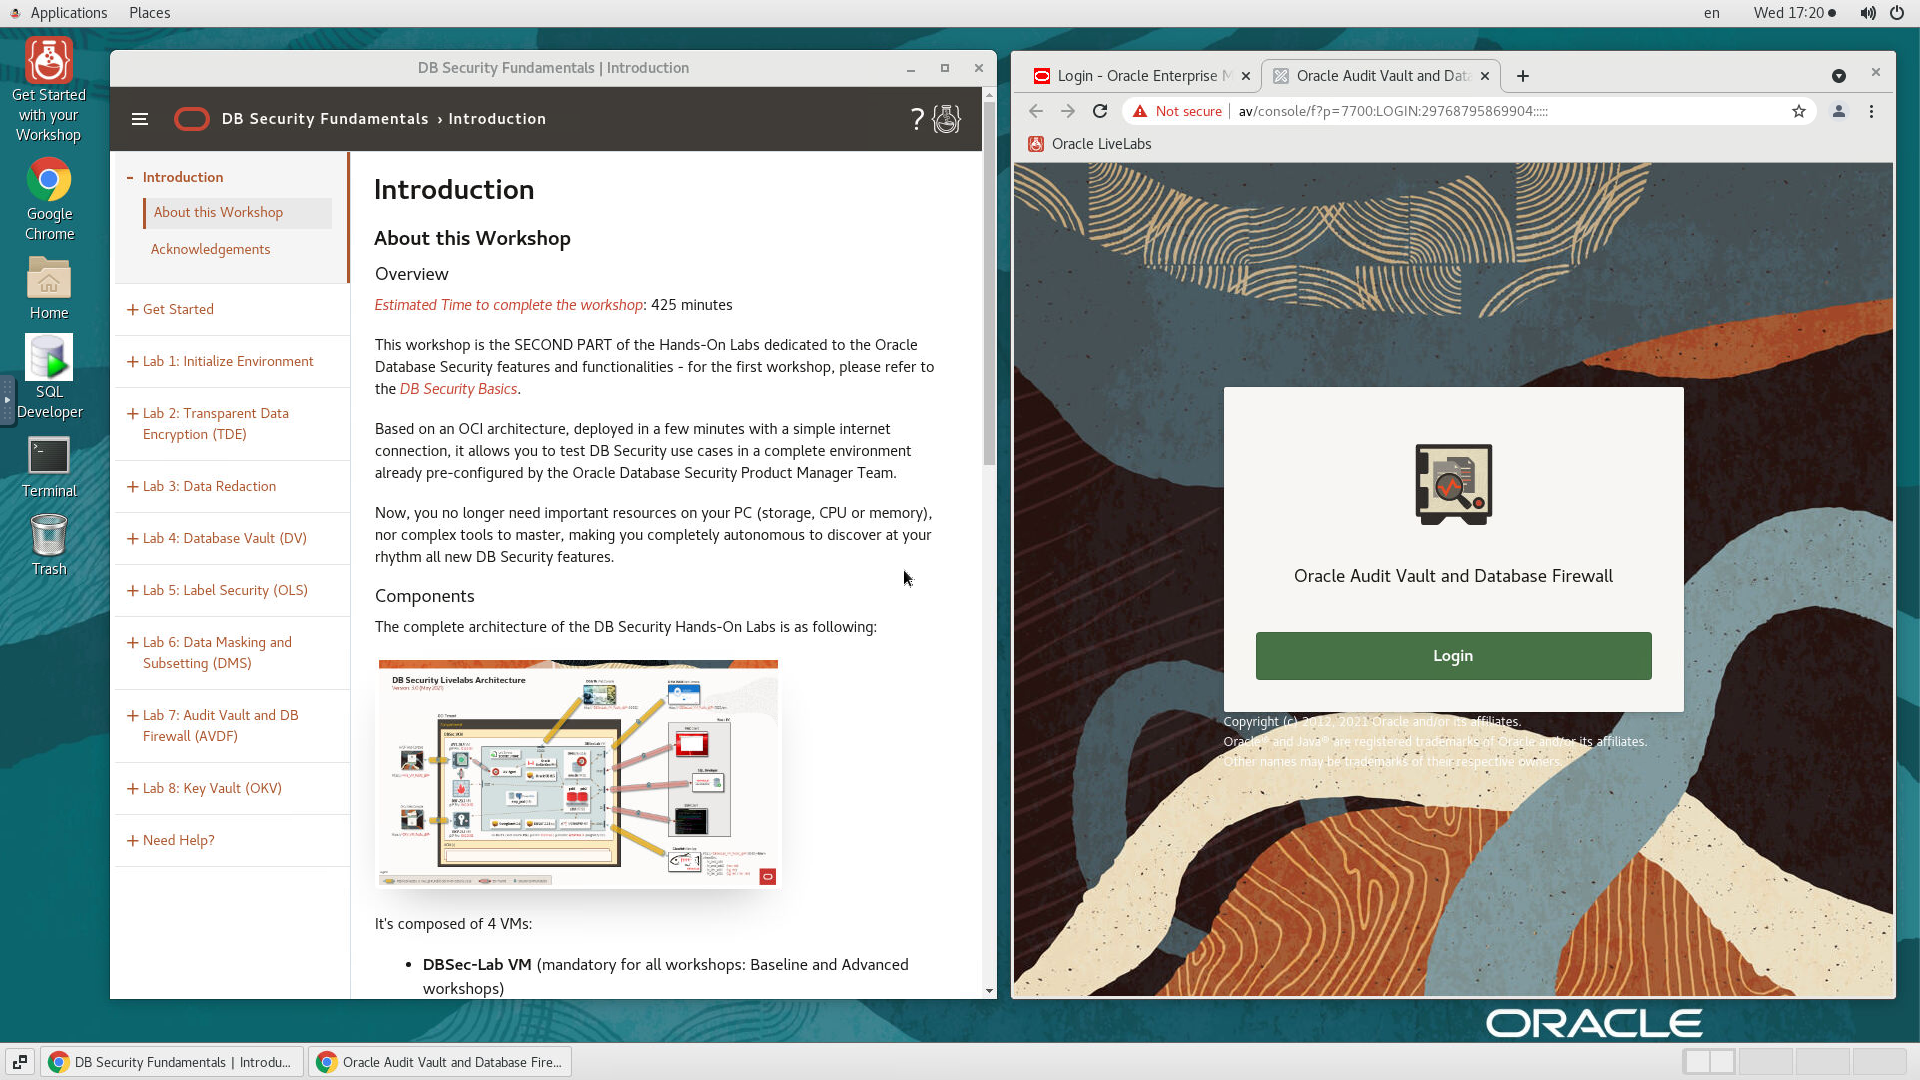 Applications
Places
en
Wed 17:20
Get Started
with your
Workshop
Google
Chrome
Home
SQL
Developer
Terminal
Trash
DB Security Fundamentals | Introduction
DB Security Fundamentals › Introduction
?
- Introduction
About this Workshop
Acknowledgements
+ Get Started
+ Lab 1: Initialize Environment
+ Lab 2: Transparent Data
Encryption (TDE)
+ Lab 3: Data Redaction
+ Lab 4: Database Vault (DV)
+ Lab 5: Label Security (OLS)
+ Lab 6: Data Masking and
Subsetting (DMS)
+ Lab 7: Audit Vault and DB
Firewall (AVDF)
+ Lab 8: Key Vault (OKV)
+ Need Help?
Introduction
About this Workshop
Overview
Estimated Time to complete the workshop: 425 minutes
This workshop is the SECOND PART of the Hands-On Labs dedicated to the Oracle
Database Security features and functionalities - for the first workshop, please refer to
the DB Security Basics.
Based on an OCI architecture, deployed in a few minutes with a simple internet
connection, it allows you to test DB Security use cases in a complete environment
already pre-configured by the Oracle Database Security Product Manager Team.
Now, you no longer need important resources on your PC (storage, CPU or memory),
nor complex tools to master, making you completely autonomous to discover at your
rhythm all new DB Security features.
Components
The complete architecture of the DB Security Hands-On Labs is as following:
DB Security Livelabs Architecture
Version: 3.0 (May 2021)
It's composed of 4 VMs:
• DBSec-Lab VM (mandatory for all workshops: Baseline and Advanced
workshops)
Login - Oracle Enterprise M
Oracle Audit Vault and Data
Not secure
av/console/f?p=7700:LOGIN:29768795869904:::::
Oracle LiveLabs
Oracle Audit Vault and Database Firewall
Login
Copyright (c) 2012, 2021 Oracle and/or its affiliates.
Oracle® and Java® are registered trademarks of Oracle and/or its affiliates.
Other names may be trademarks of their respective owners.
ORACLE
DB Security Fundamentals | Introdu...
Oracle Audit Vault and Database Fire...